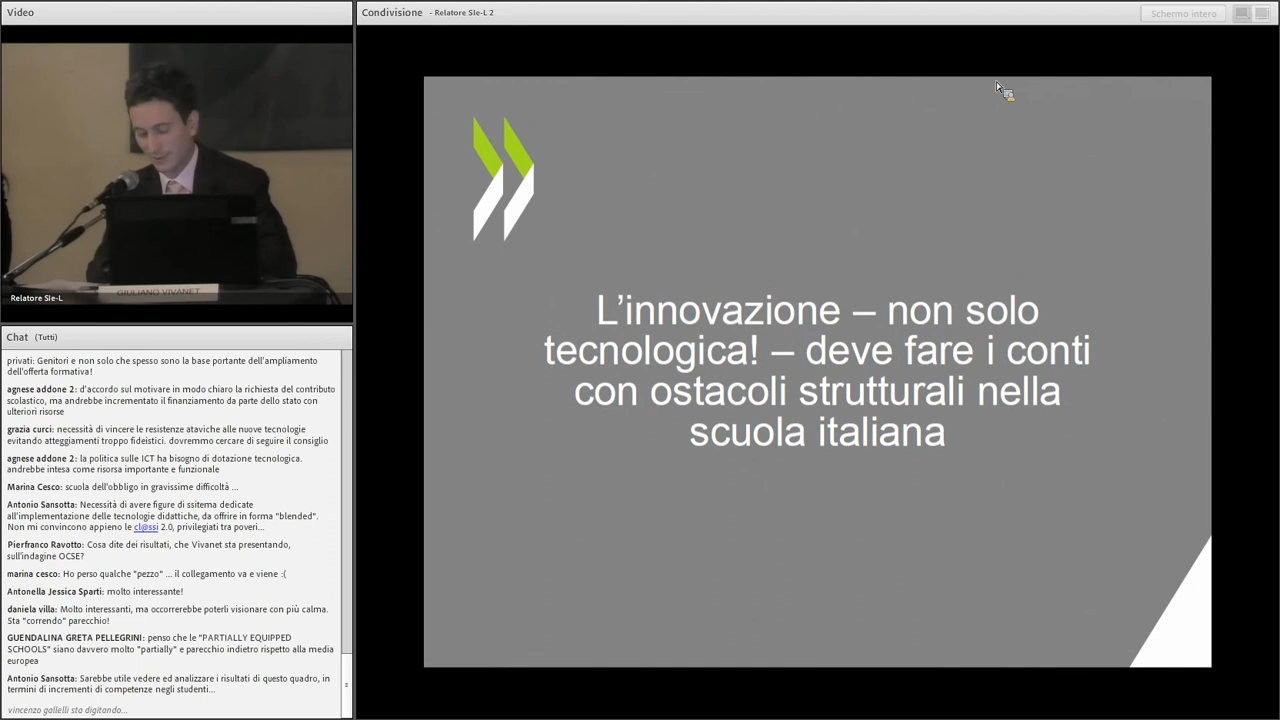 Video
Relatore SIe-L
GIULIANO VIVANET
Chat (Tutti)
privati: Genitori e non solo che spesso sono la base portante dell'ampliamento
dell'offerta formativa!
agnese addone 2: d'accordo sul motivare in modo chiaro la richiesta del contributo
scolastico, ma andrebbe incrementato il finanziamento da parte dello stato con
ulteriori risorse
grazia curci: necessità di vincere le resistenze ataviche alle nuove tecnologie
evitando atteggiamenti troppo fideistici. dovremmo cercare di seguire il consiglio
agnese addone 2: la politica sulle ICT ha bisogno di dotazione tecnologica.
andrebbe intesa come risorsa importante e funzionale
Marina Cesco: scuola dell'obbligo in gravissime difficoltà ...
Antonio Sansotta: Necessità di avere figure di ssitema dedicate
all'implementazione delle tecnologie didattiche, da offrire in forma "blended".
Non mi convincono appieno le cl@ssi 2.0, privilegiati tra poveri...
Pierfranco Ravotto: Cosa dite dei risultati, che Vivanet sta presentando,
sull'indagine OCSE?
marina cesco: Ho perso qualche "pezzo" ... il collegamento va e viene :(
Antonella Jessica Sparti: molto interessante!
daniela villa: Molto interessanti, ma occorrerebbe poterli visionare con più calma.
Sta "correndo" parecchio!
GUENDALINA GRETA PELLEGRINI: penso che le "PARTIALLY EQUIPPED
SCHOOLS" siano davvero molto "partially" e parecchio indietro rispetto alla media
europea
Antonio Sansotta: Sarebbe utile vedere ed analizzare i risultati di questo quadro, in
termini di incrementi di competenze negli studenti...
vincenzo gallelli sta digitando...
Condivisione - Relatore SIe-L 2
Schermo intero
L'innovazione – non solo
tecnologica! – deve fare i conti
con ostacoli strutturali nella
scuola italiana